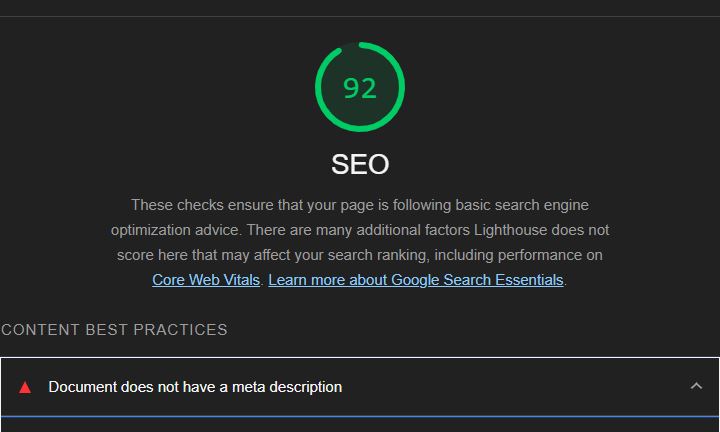 92
SEO
These checks ensure that your page is following basic search engine
optimization advice. There are many additional factors Lighthouse does not
score here that may affect your search ranking, including performance on
Core Web Vitals. Learn more about Google Search Essentials.
CONTENT BEST PRACTICES
Document does not have a meta description